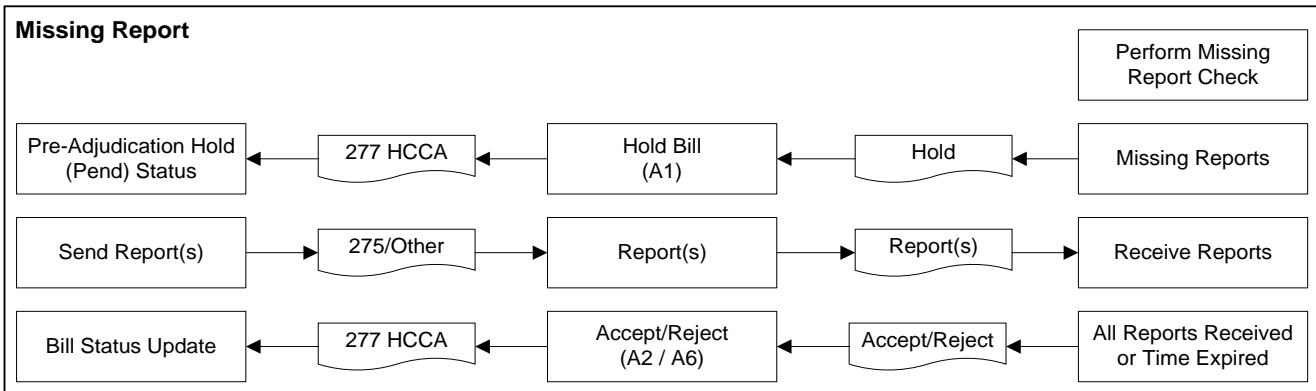 Missing Report
Perform Missing
Report Check
Pre-Adjudication Hold
(Pend) Status
277 HCCA
Hold Bill
(A1)
Hold
Missing Reports
Send Report(s)
275/Other
Report(s)
Report(s)
Receive Reports
Bill Status Update
277 HCCA
Accept/Reject
(A2 / A6)
Accept/Reject
All Reports Received
or Time Expired